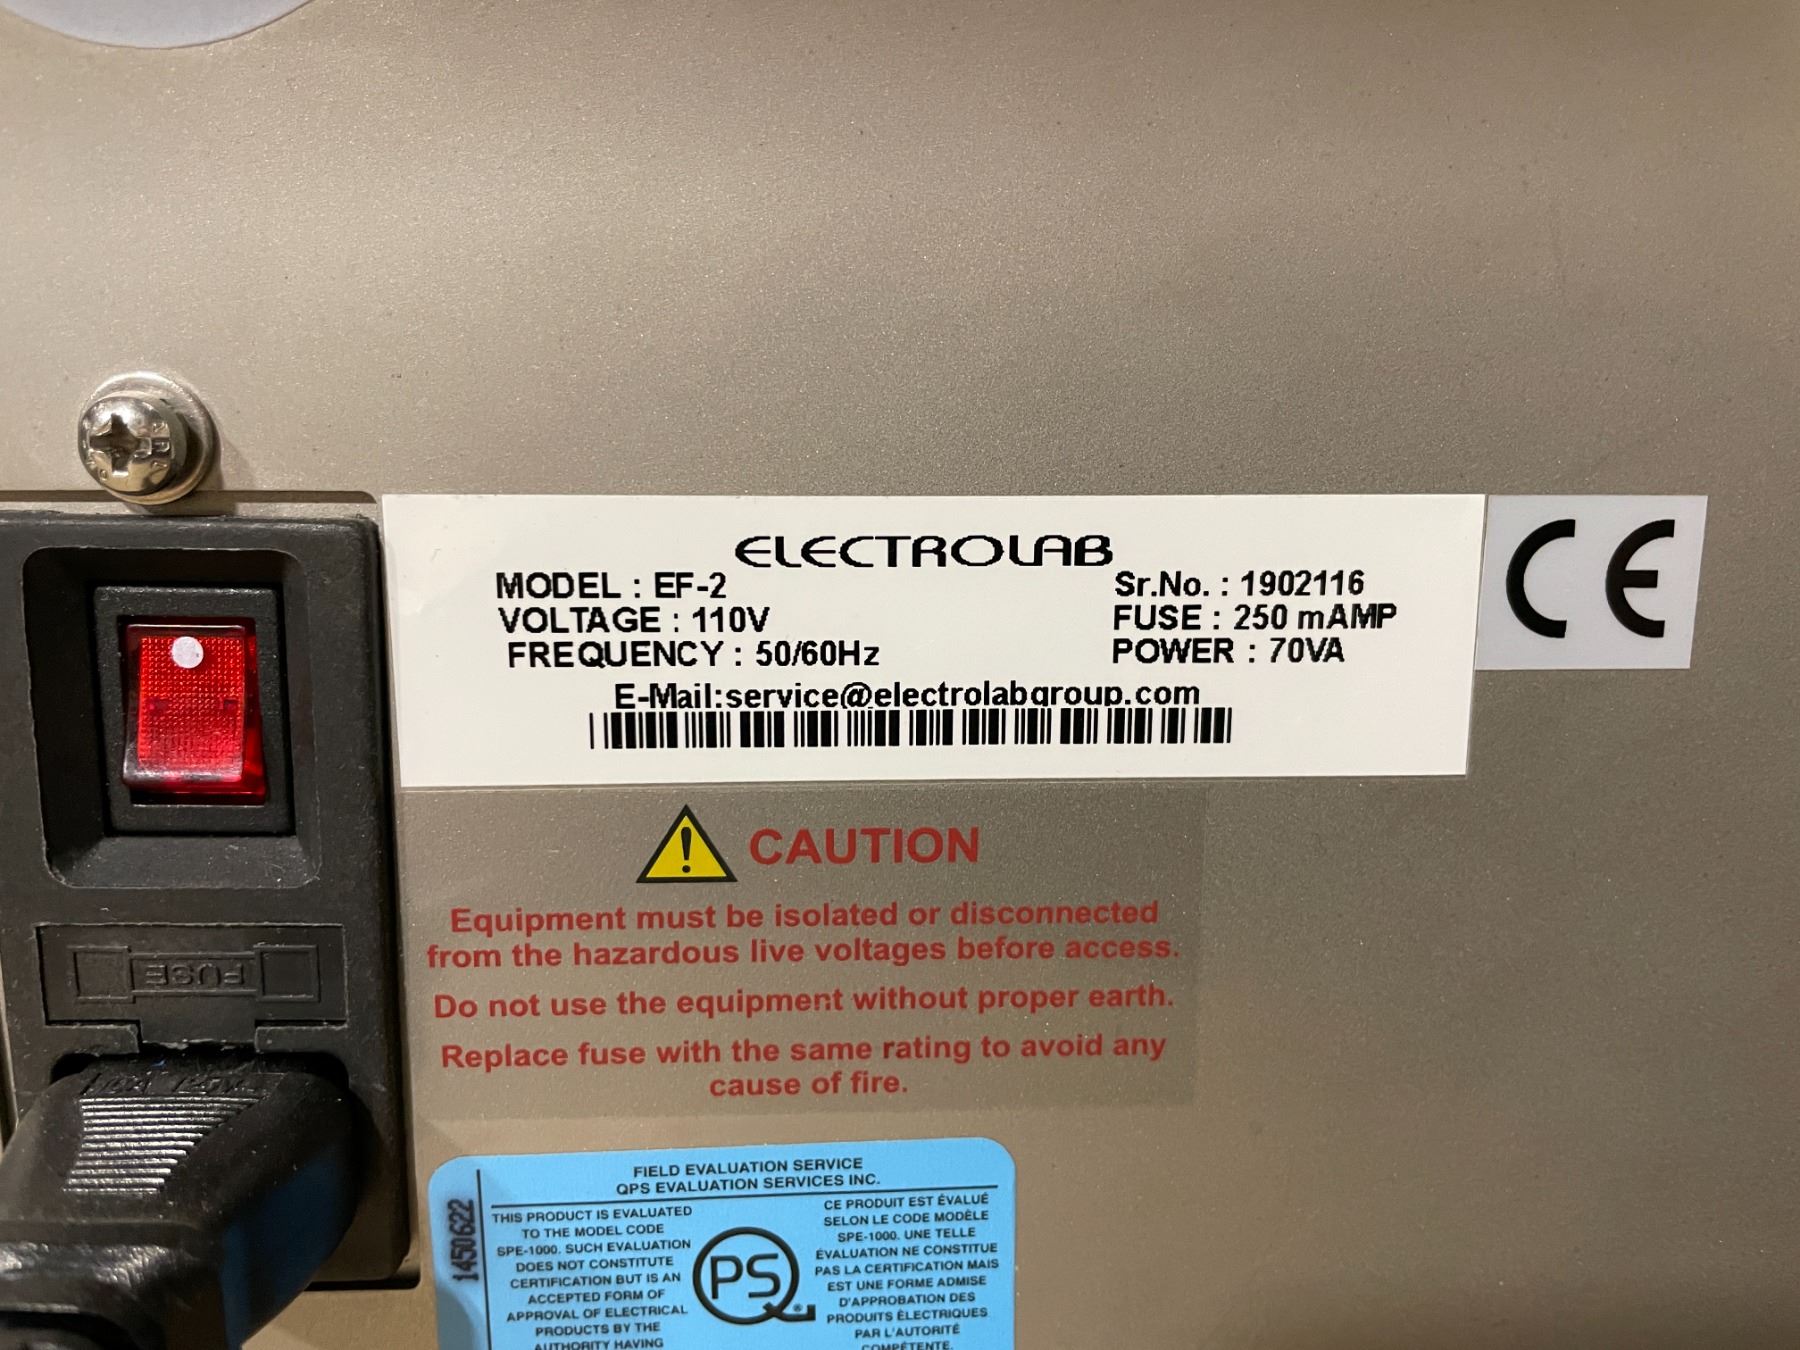 ELECTROLAB
MODEL : EF-2
Sr.No. : 1902116
VOLTAGE : 110V
FUSE : 250 mAMP
FREQUENCY : 50/60Hz
POWER : 70VA
E-Mail:service@electrolabgroup.com
CE
FUSE
CAUTION
Equipment must be isolated or disconnected
from the hazardous live voltages before access.
Do not use the equipment without proper earth.
Replace fuse with the same rating to avoid any
cause of fire.
FIELD EVALUATION SERVICE
QPS EVALUATION SERVICES INC.
1450622
THIS PRODUCT IS EVALUATED
TO THE MODEL CODE
SPE-1000. SUCH EVALUATION
DOES NOT CONSTITUTE
CERTIFICATION BUT IS AN
ACCEPTED FORM OF
APPROVAL OF ELECTRICAL
PRODUCTS BY THE
AUTHORITY HAVING
QPS
®
CE PRODUIT EST ÉVALUÉ
SELON LE CODE MODÈLE
SPE-1000. UNE TELLE
ÉVALUATION NE CONSTITUE
PAS LA CERTIFICATION MAIS
EST UNE FORME ADMISE
D'APPROBATION DES
PRODUITS ÉLECTRIQUES
PAR L'AUTORITÉ
COMPÉTENTE.